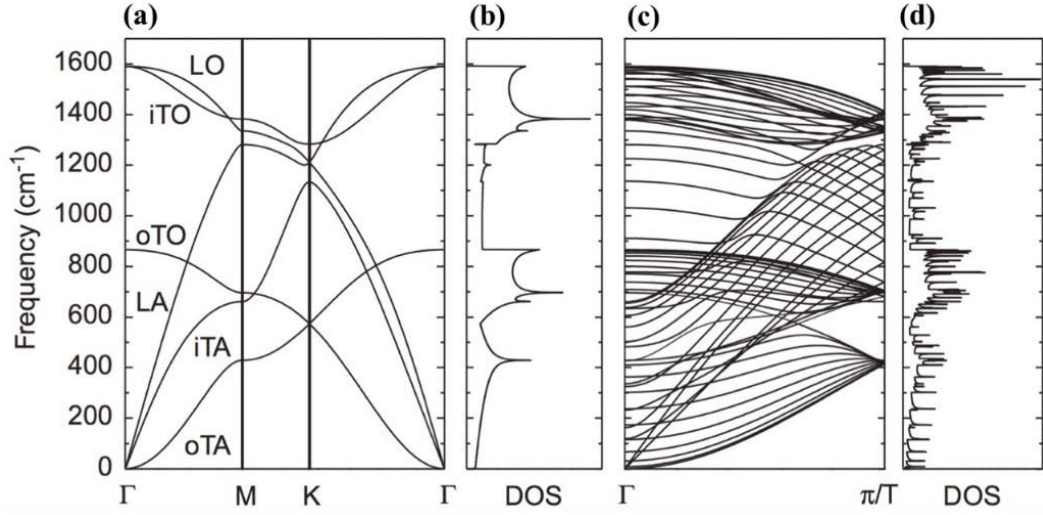 (a)
(b)
(c)
(d)
Frequency (cm⁻¹)
1600
1400
1200
1000
800
600
400
200
0
LO
iTO
oTO
LA
iTA
oTA
Γ
M
K
Γ
DOS
Γ
π/T
DOS